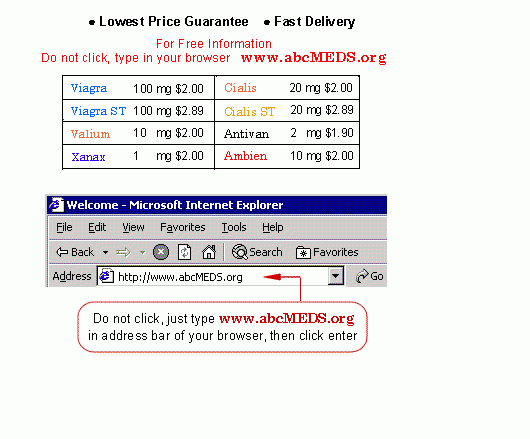 ● Lowest Price Guarantee ● Fast Delivery
For Free Information
Do not click, type in your browser www.abcMEDS.org
Viagra 100 mg $2.00 Cialis 20 mg $2.00
Viagra ST 100 mg $2.89 Cialis ST 20 mg $2.89
Valium 10 mg $2.00 Antivan 2 mg $1.90
Xanax 1 mg $2.00 Ambien 10 mg $2.00
Welcome - Microsoft Internet Explorer
File Edit View Favorites Tools Help
Back Search Favorites
Address http://www.abcMEDS.org Go
Do not click, just type www.abcMEDS.org
in address bar of your browser, then click enter